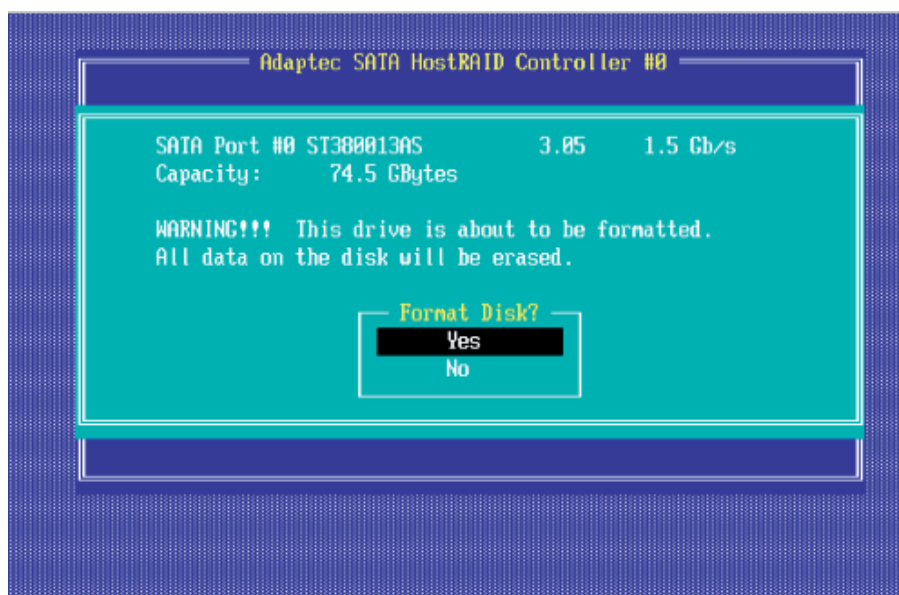 Adaptec SATA HostRAID Controller #0
SATA Port #0 ST380013AS 3.05 1.5 Gb/s
Capacity: 74.5 GBytes
WARNING!!! This drive is about to be formatted.
All data on the disk will be erased.
Format Disk?
Yes
No